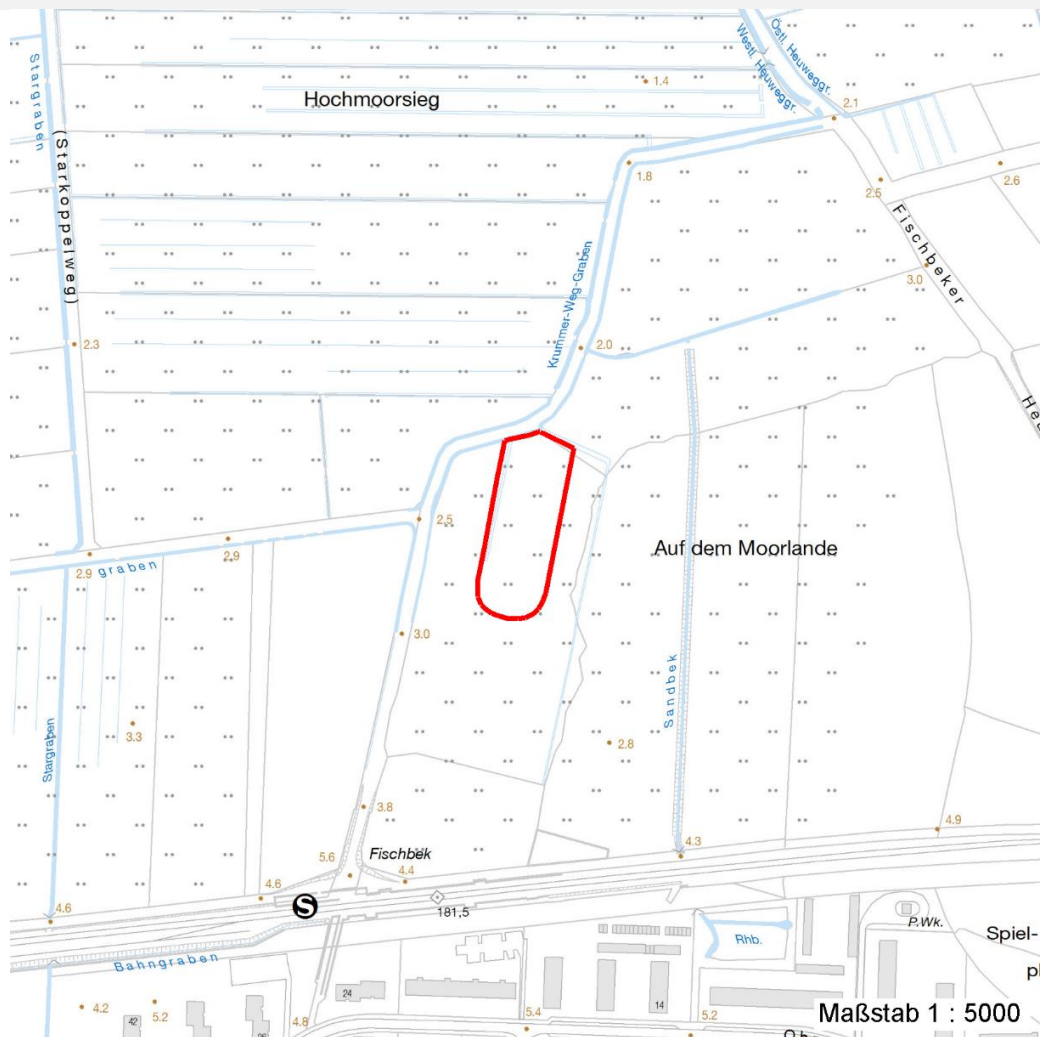 Hochmoorsieg
1.4
Westl. Heuweggr.
Östl. Heuweggr.
2.1
Stargraben
(Starkoppelweg)
1.8
2.5
2.6
Fischbeker
3.0
Krummer-Weg-Graben
2.0
2.3
2.5
Auf dem Moorlande
2.9
2.9
graben
3.0
Sandbek
Stargraben
3.3
2.8
3.8
4.9
4.3
Fischbek
5.6
4.4
4.6
4.6
S
181,5
P.Wk.
Spiel-
Rhb.
Bahngraben
24
14
4.2
5.2
42
4.8
5.4
5.2
Maßstab 1 : 5000